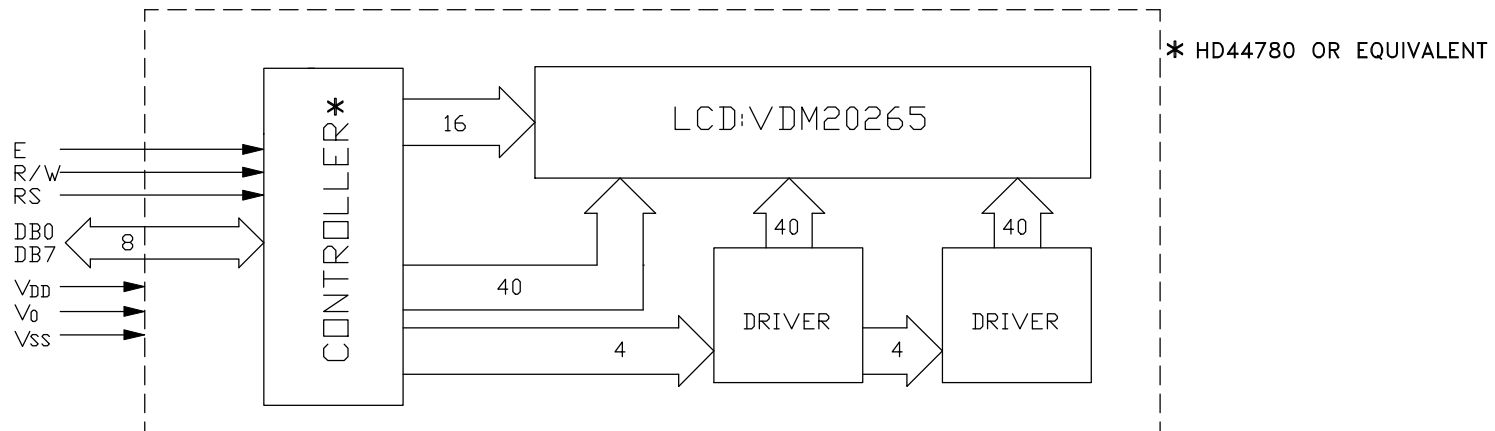 * HD44780 OR EQUIVALENT
CONTROLLER*
16
LCD:VDM20265
E
R/W
RS
DB0
DB7
8
40
40
40
VDD
V0
VSS
DRIVER
DRIVER
4
4